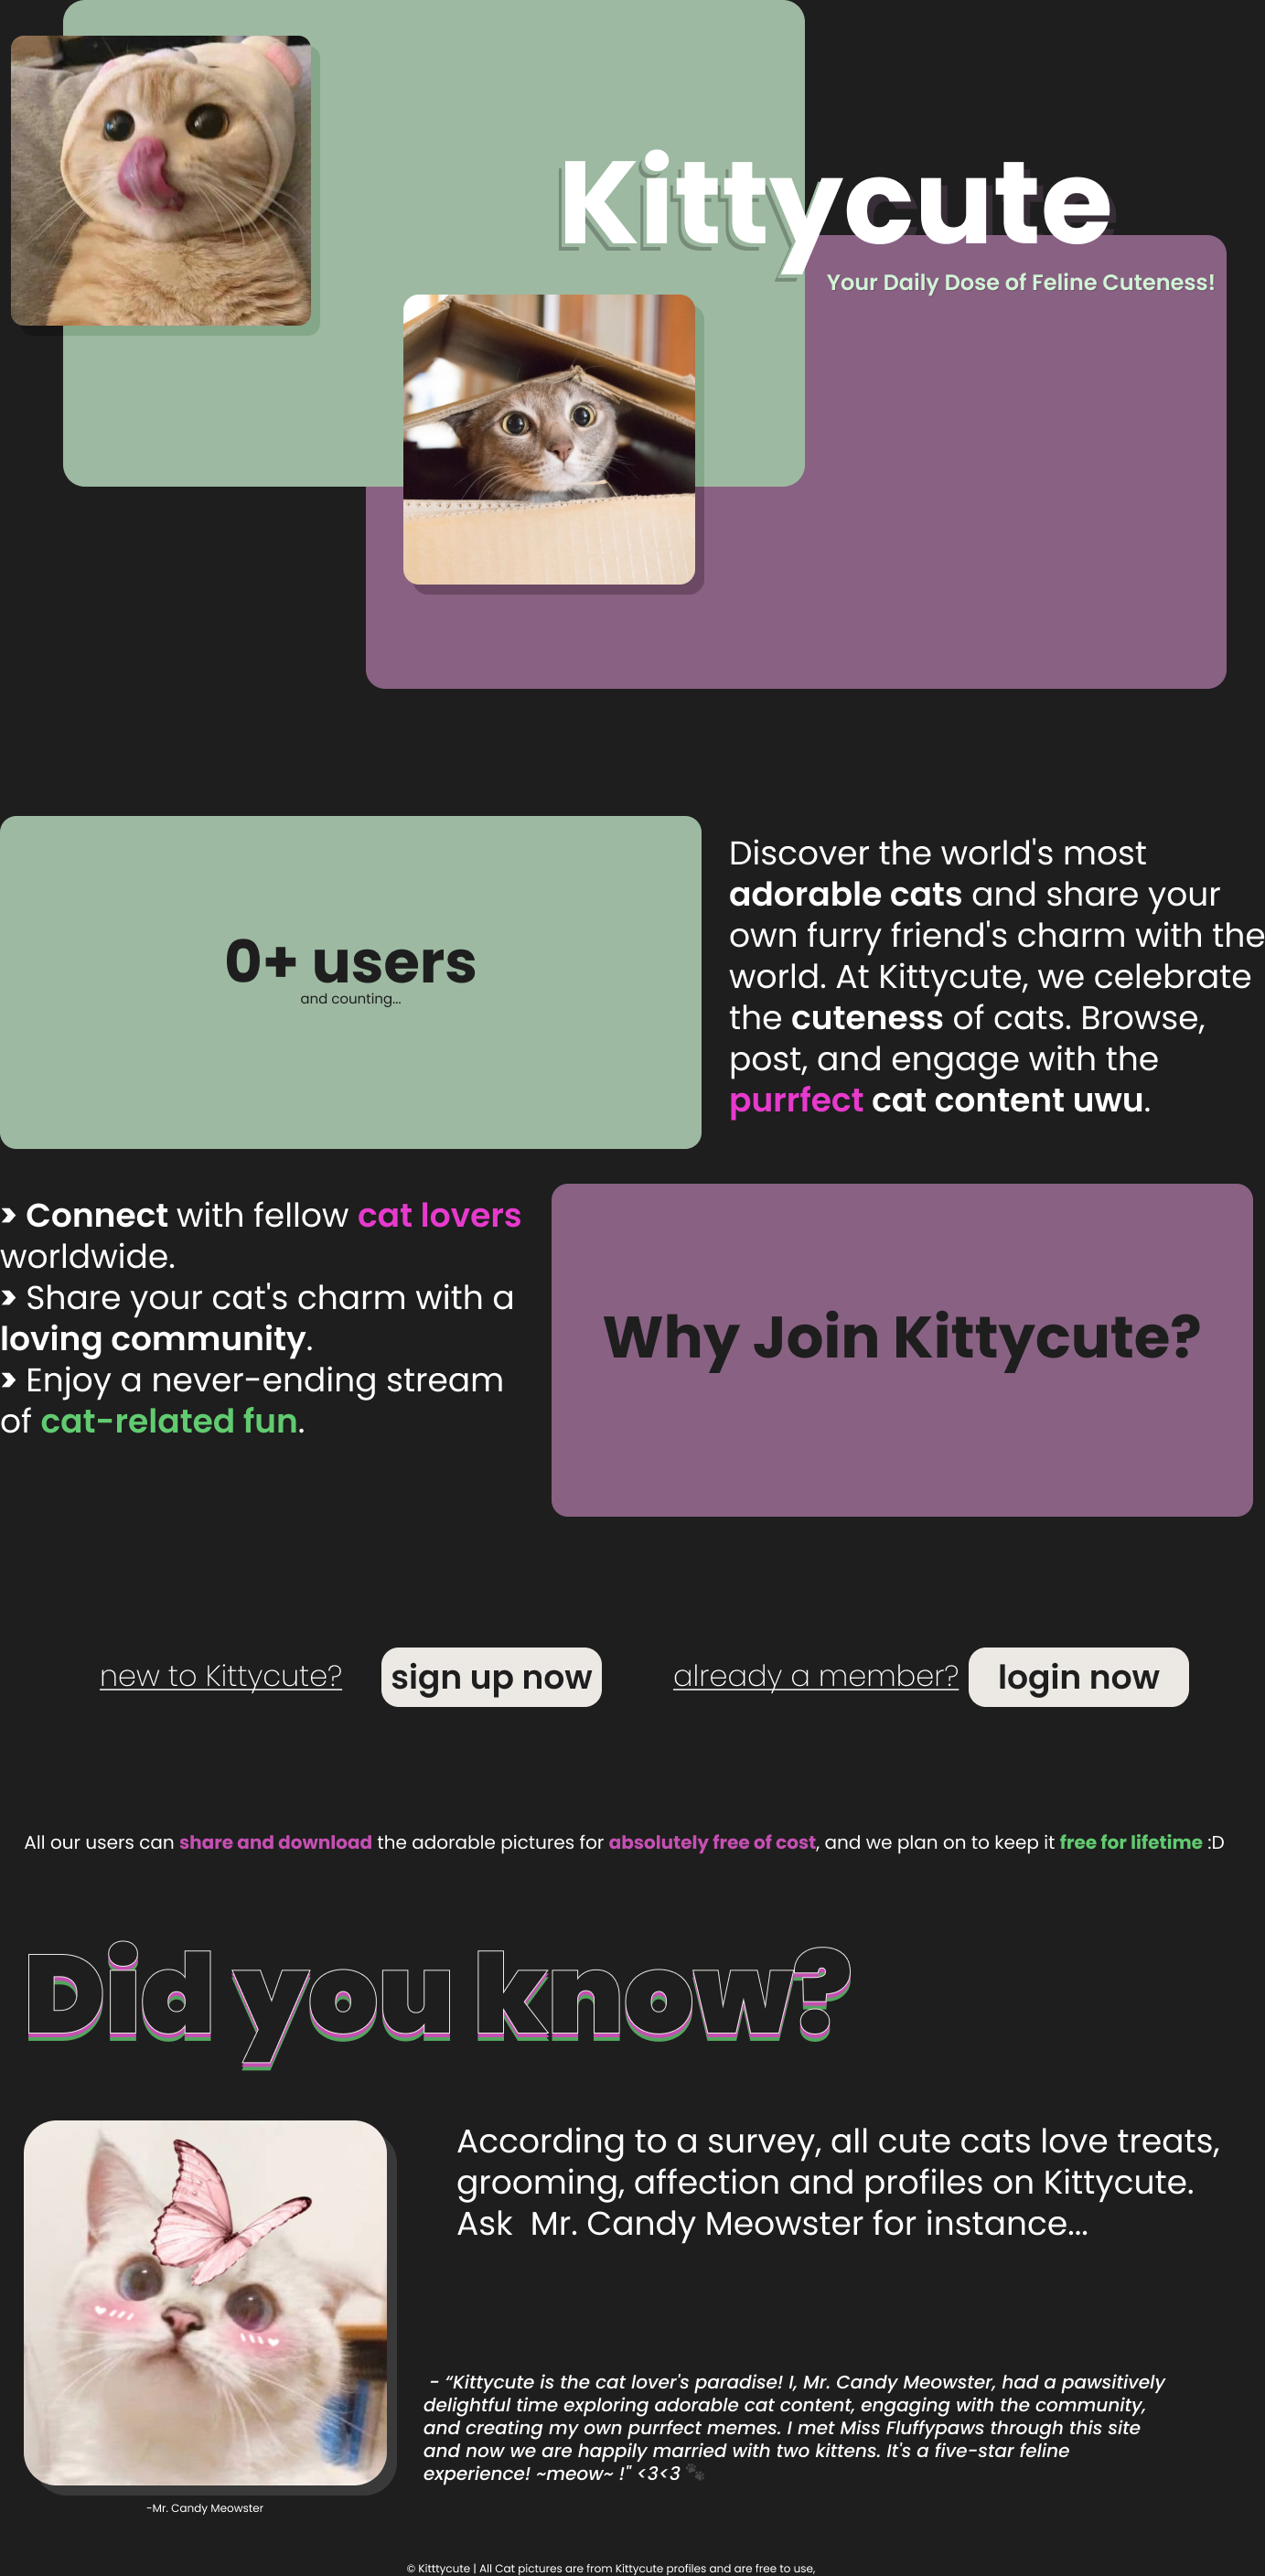 Kittycute
Your Daily Dose of Feline Cuteness!
0+ users
and counting...
Discover the world's most
adorable cats and share your
own furry friend's charm with the
world. At Kittycute, we celebrate
the cuteness of cats. Browse,
post, and engage with the
purrfect cat content uwu.
> Connect with fellow cat lovers
worldwide.
> Share your cat's charm with a
loving community.
> Enjoy a never-ending stream
of cat-related fun.
Why Join Kittycute?
new to Kittycute?
sign up now
already a member?
login now
All our users can share and download the adorable pictures for absolutely free of cost, and we plan on to keep it free for lifetime :D
Did you know?
According to a survey, all cute cats love treats,
grooming, affection and profiles on Kittycute.
Ask  Mr. Candy Meowster for instance...
- “Kittycute is the cat lover's paradise! I, Mr. Candy Meowster, had a pawsitively
delightful time exploring adorable cat content, engaging with the community,
and creating my own purrfect memes. I met Miss Fluffypaws through this site
and now we are happily married with two kittens. It's a five-star feline
experience! ~meow~ !" <3<3 🐾
-Mr. Candy Meowster
© Kitttycute | All Cat pictures are from Kittycute profiles and are free to use,